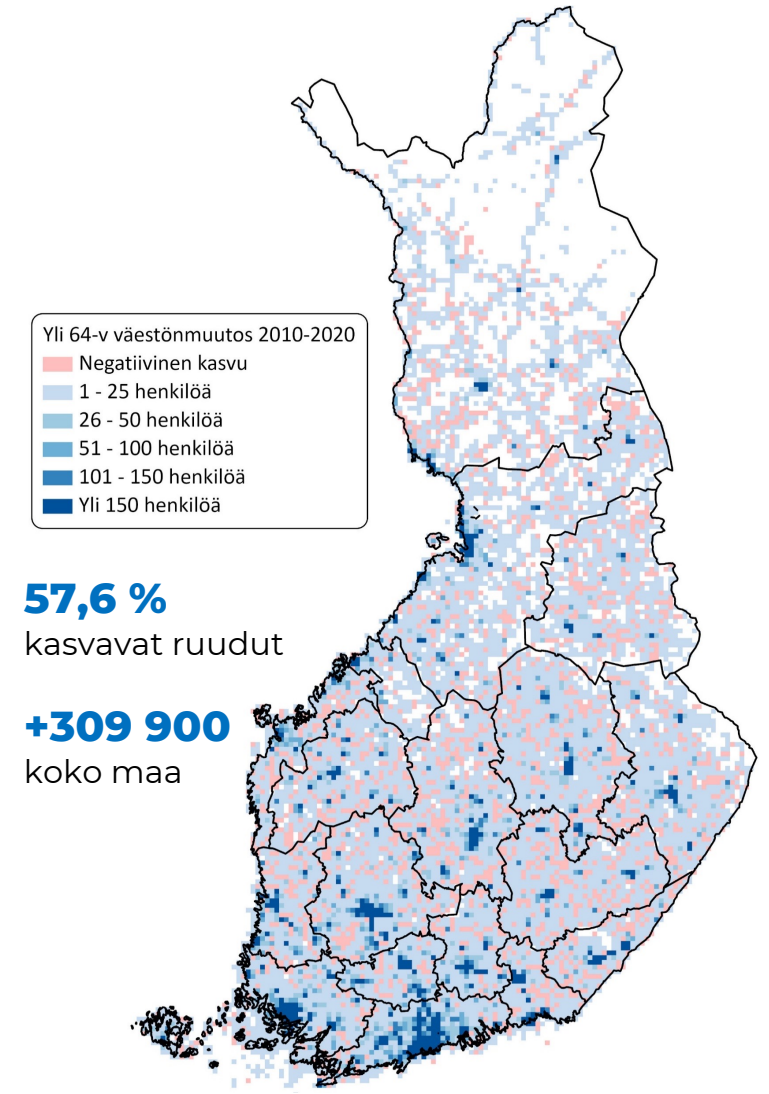 Yli 64-v väestönmuutos 2010-2020
Negatiivinen kasvu
1 - 25 henkilöä
26 - 50 henkilöä
51 - 100 henkilöä
101 - 150 henkilöä
Yli 150 henkilöä
57,6 %
kasvavat ruudut
+309 900
koko maa